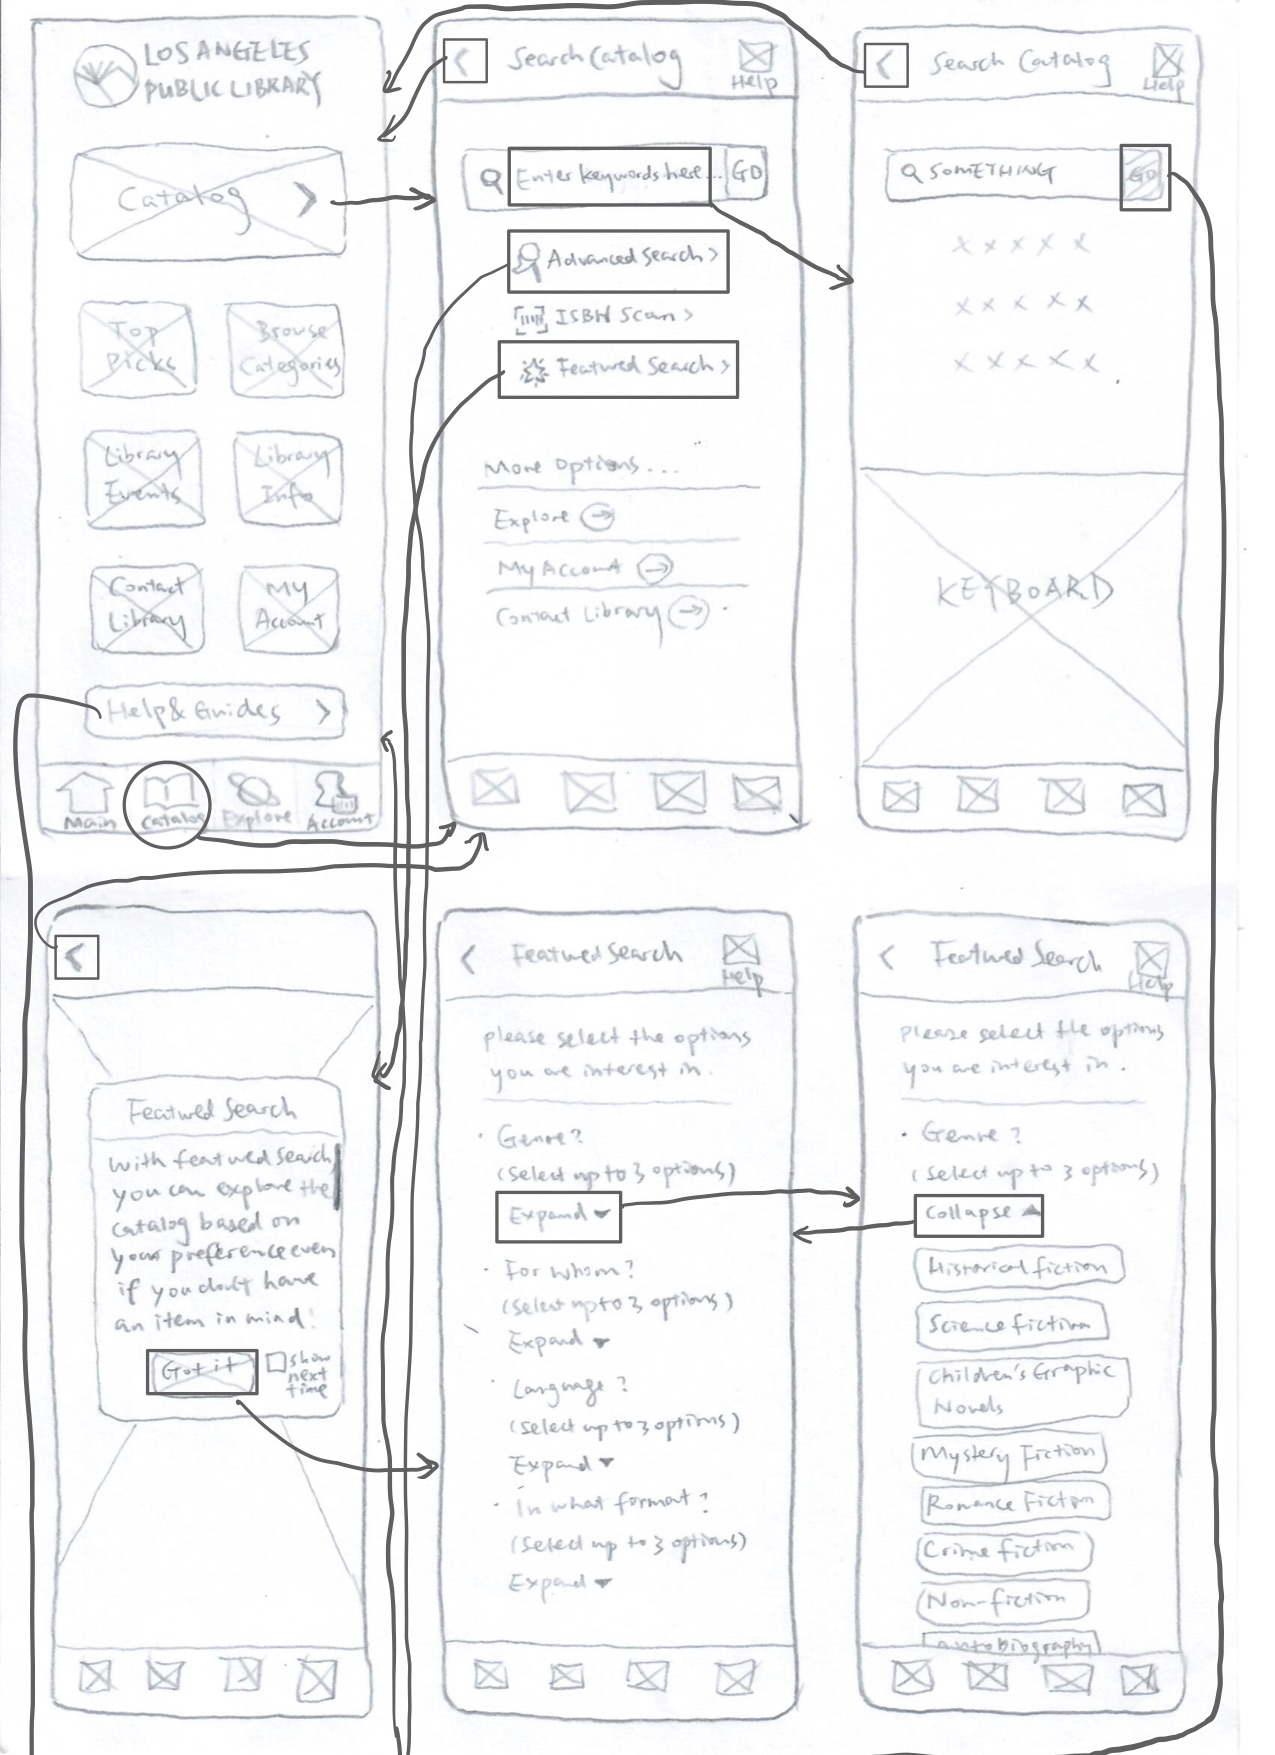 LOS ANGELES
PUBLIC LIBRARY
Catalog >
Top
Picks
Browse
Categories
Library
Events
Library
Info
Contact
Library
My
Account
Help & Guides >
Main
Catalog
Explore
Account
< Search Catalog
Help
Enter keywords here... GO
Advanced Search >
ISBN Scan >
Featured Search >
More Options...
Explore →
My Account →
Contact Library →
< Search Catalog
Help
SOMETHING GO
x x x x x
x x x x x
x x x x x
KEYBOARD
<
Featured Search
With featured search,
you can explore the
catalog based on
your preference even
if you don't have
an item in mind!
Got it
show
next
time
< Featured Search
Help
please select the options
you are interest in.
· Genre?
(Select up to 3 options)
Expand ▾
· For whom?
(Select up to 3 options)
Expand ▾
· Language?
(Select up to 3 options)
Expand ▾
· In what format?
(Select up to 3 options)
Expand ▾
< Featured Search
Help
please select the options
you are interest in.
· Genre?
(Select up to 3 options)
Collapse ▴
Historical fiction
Science fiction
Children's Graphic
Novels
Mystery Fiction
Romance Fiction
Crime fiction
Non-fiction
autobiography